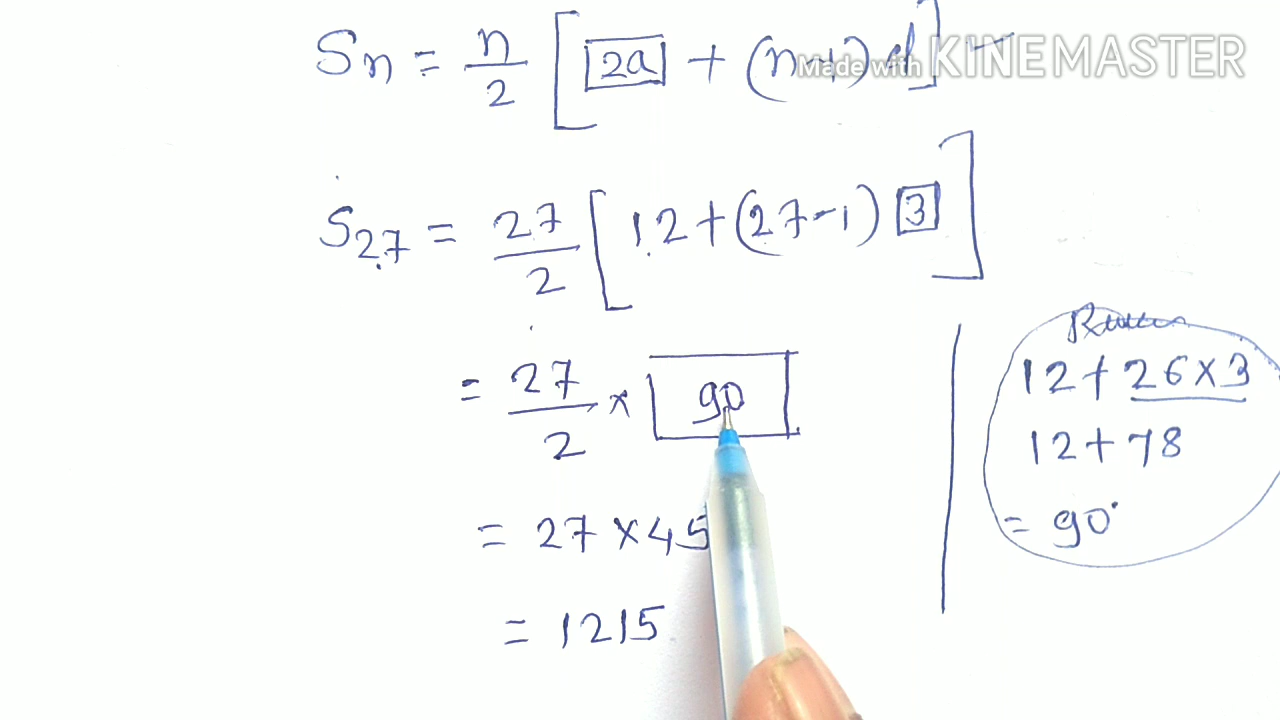 Sn = n/2 [2a + (n-1)d]
Made with KINEMASTER
S27 = 27/2 [12+(27-1) 3]
= 27/2 × 90
= 27×45
= 1215
12+26×3
12+78
= 90